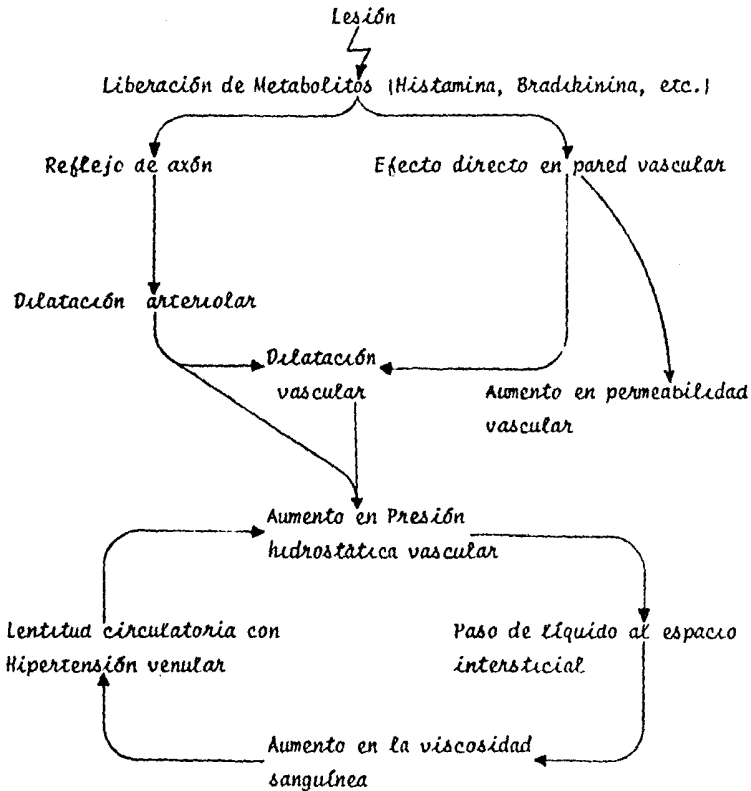 Lesión
Liberación de Metabolitos (Histamina, Bradikinina, etc.)
Reflejo de axón
Efecto directo en pared vascular
Dilatación arteriolar
Dilatación
vascular
Aumento en permeabilidad
vascular
Aumento en Presión
hidrostàtica vascular
Lentitud circulatoria con
Hipertensión venular
Paso de líquido al espacio
intersticial
Aumento en la viscosidad
sanguínea